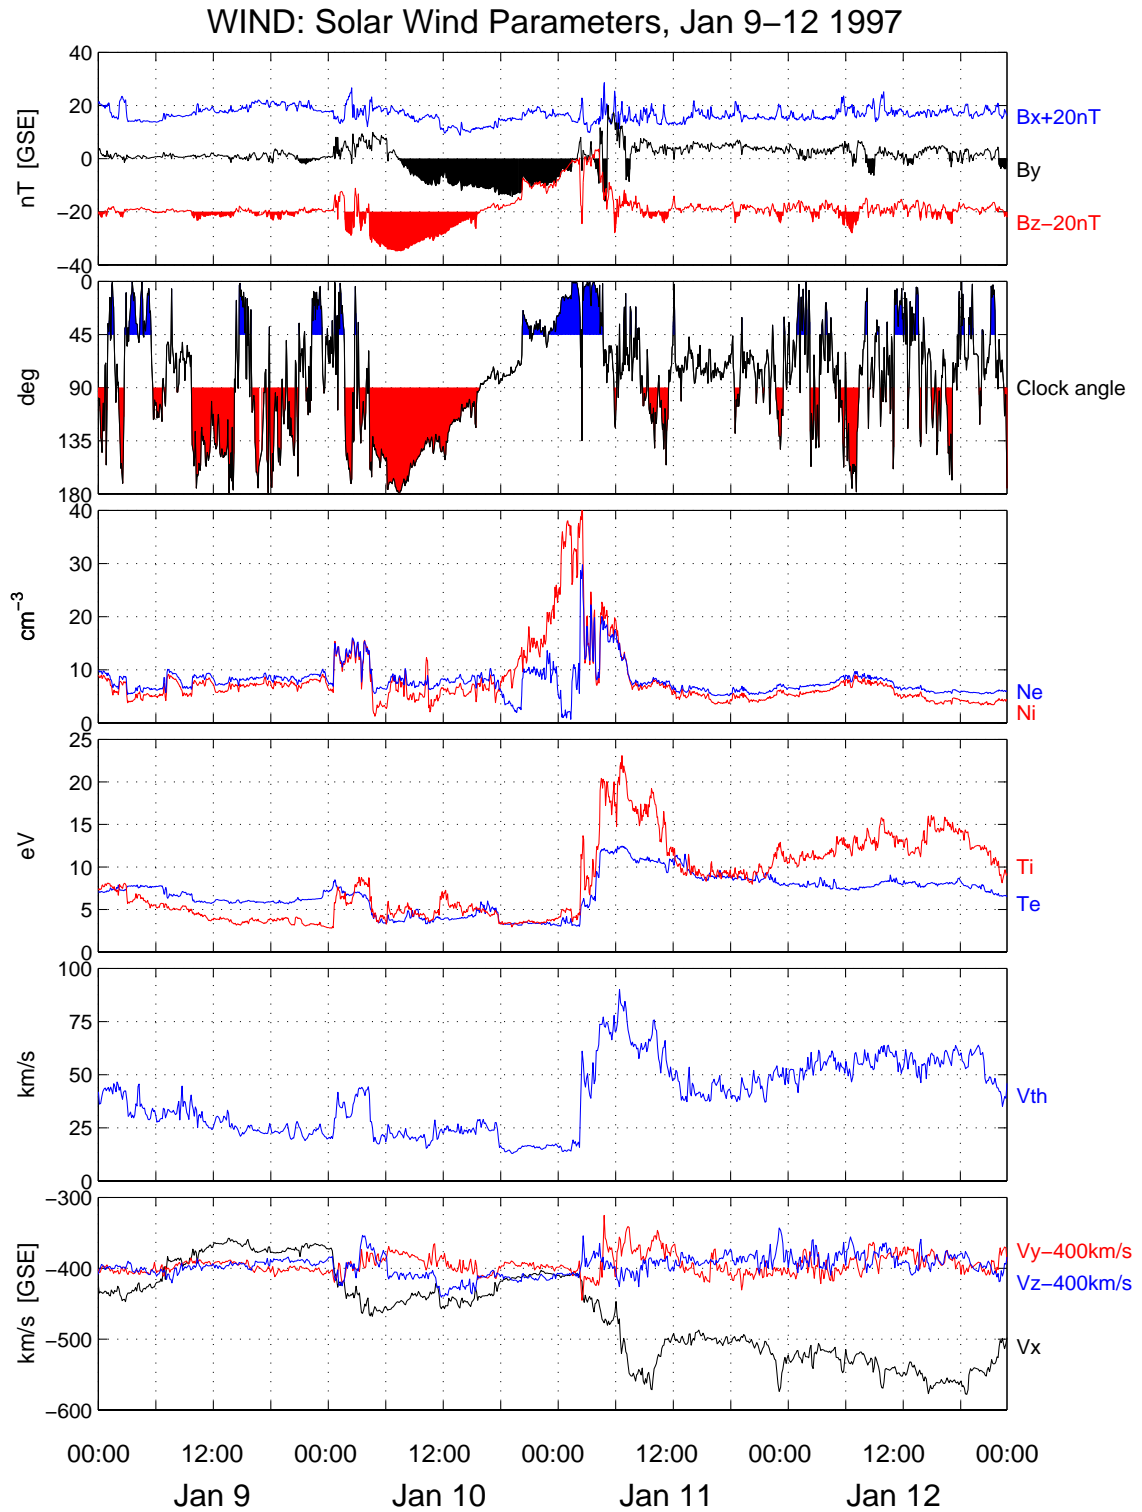 WIND: Solar Wind Parameters, Jan 9−12 1997
40
20
0
−20
−40
nT [GSE]
Bx+20nT
By
Bz−20nT
0
45
90
135
180
deg
Clock angle
40
30
20
10
0
cm−3
Ne
Ni
25
20
15
10
5
0
eV
Ti
Te
100
75
50
25
0
km/s
Vth
−300
−400
−500
−600
km/s [GSE]
Vy−400km/s
Vz−400km/s
Vx
00:00 12:00 00:00 12:00 00:00 12:00 00:00 12:00 00:00
Jan 9 Jan 10 Jan 11 Jan 12